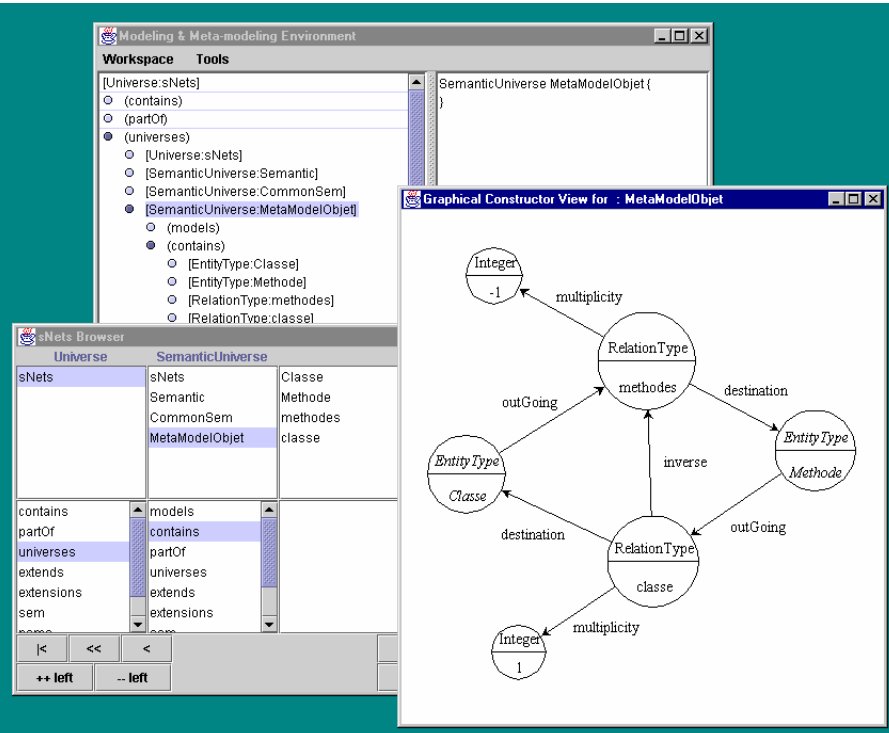 Modeling & Meta-modeling Environment
Workspace Tools
[Universe:sNets]
(contains)
(partOf)
(universes)
[Universe:sNets]
[SemanticUniverse:Semantic]
[SemanticUniverse:CommonSem]
[SemanticUniverse:MetaModelObjet]
(models)
(contains)
[EntityType:Classe]
[EntityType:Methode]
[RelationType:methodes]
[RelationType:classe]
SemanticUniverse MetaModelObjet {
}
sNets Browser
Universe SemanticUniverse
sNets
sNets
Semantic
CommonSem
MetaModelObjet
Classe
Methode
methodes
classe
contains
partOf
universes
extends
extensions
sem
models
contains
partOf
universes
extends
extensions
|< << <
++ left -- left
Graphical Constructor View for : MetaModelObjet
Integer
-1
multiplicity
RelationType
methodes
outGoing
destination
EntityType
Classe
inverse
EntityType
Methode
destination
outGoing
RelationType
classe
multiplicity
Integer
1